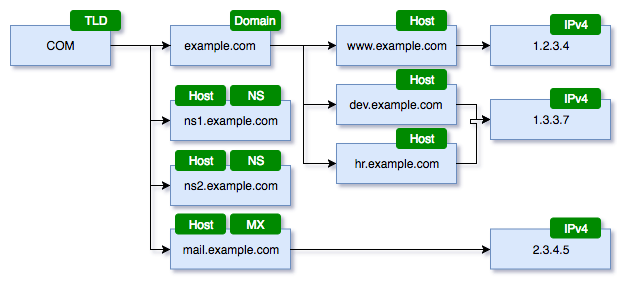 TLD
COM
Domain
example.com
Host
www.example.com
IPv4
1.2.3.4
Host
dev.example.com
IPv4
1.3.3.7
Host
hr.example.com
Host NS
ns1.example.com
Host NS
ns2.example.com
Host MX
mail.example.com
IPv4
2.3.4.5